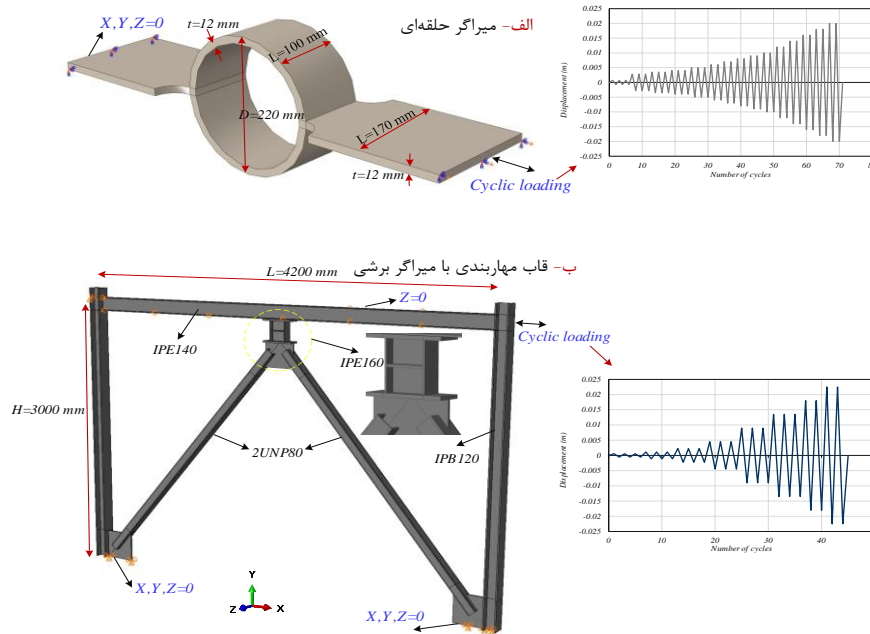 الف- میراگر حلقه‌ای
X,Y,Z=0
t=12 mm
L=100 mm
D=220 mm
L=170 mm
t=12 mm
Cyclic loading
Displacement (m)
0.025
0.02
0.015
0.01
0.005
0
-0.005
-0.01
-0.015
-0.02
-0.025
0 10 20 30 40 50 60 70
Number of cycles
ب- قاب مهاربندی با میراگر برشی
L=4200 mm
Z=0
IPE140
IPE160
Cyclic loading
H=3000 mm
2UNP80
IPB120
X,Y,Z=0
X,Y,Z=0
Y
Z X
Displacement (m)
0.025
0.02
0.015
0.01
0.005
0
-0.005
-0.01
-0.015
-0.02
-0.025
0 10 20 30 40
Number of cycles